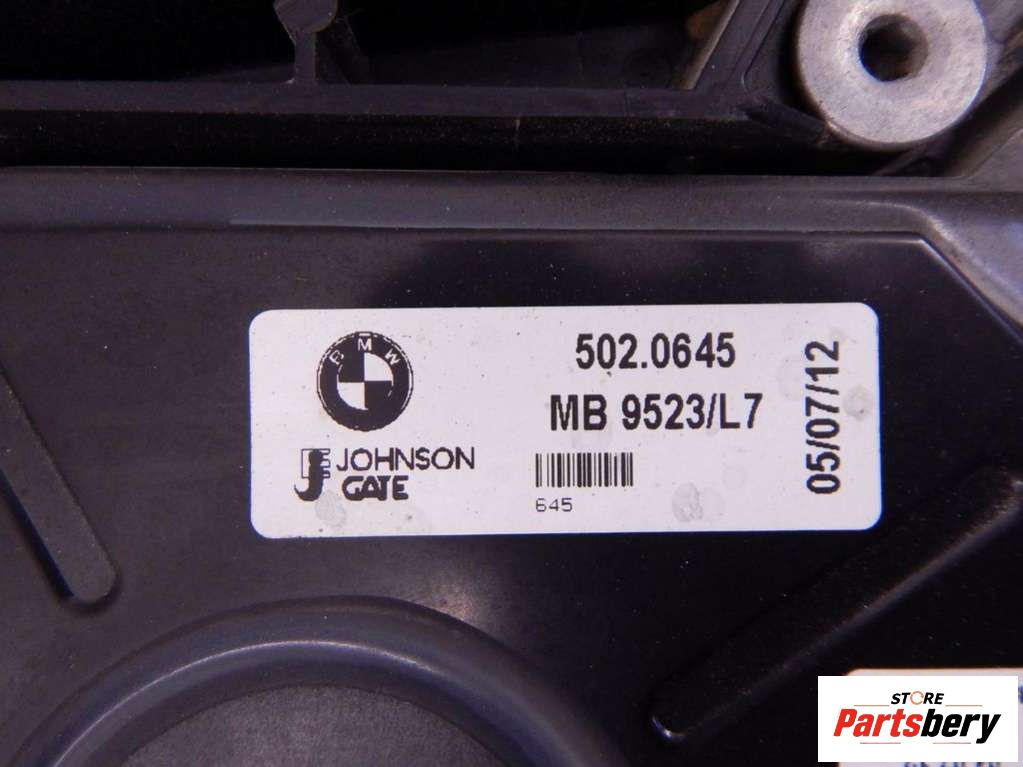 BMW
502.0645
MB 9523/L7
05/07/12
JOHNSON
GATE
645
STORE
Partsbery